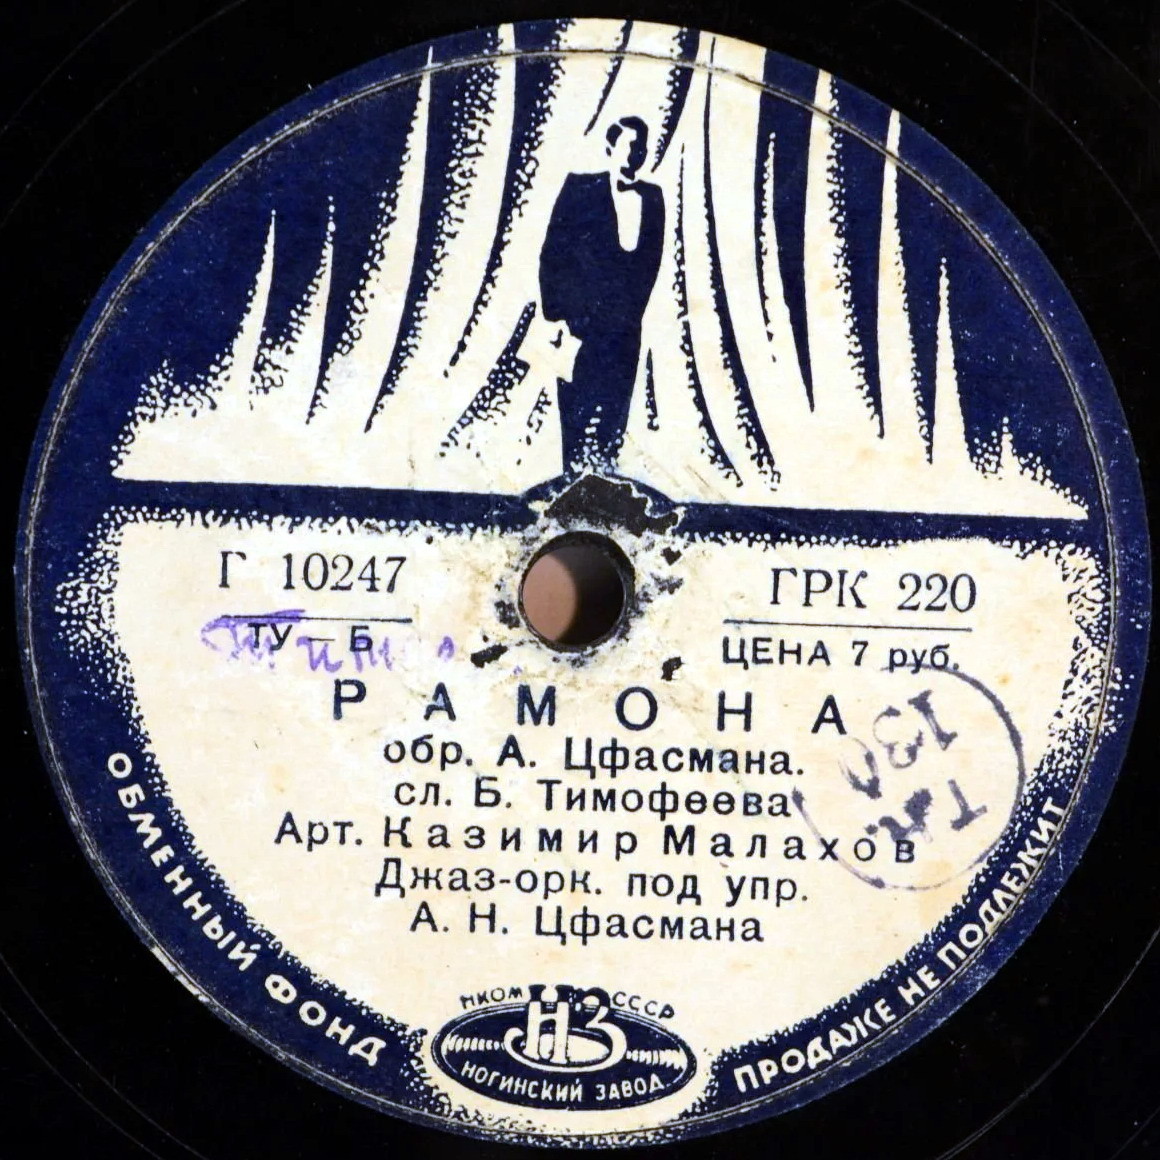 Г 10247
ГРК 220
ТУ — Б
ЦЕНА 7 руб.
РАМОНА
обр. А. Цфасмана.
сл. Б. Тимофеева
Арт. Казимир Малахов
Джаз-орк. под упр.
А. Н. Цфасмана
130
ОБМЕННЫЙ ФОНД
ПРОДАЖЕ НЕ ПОДЛЕЖИТ
НКОМ НЗ СССР
НОГИНСКИЙ ЗАВОД